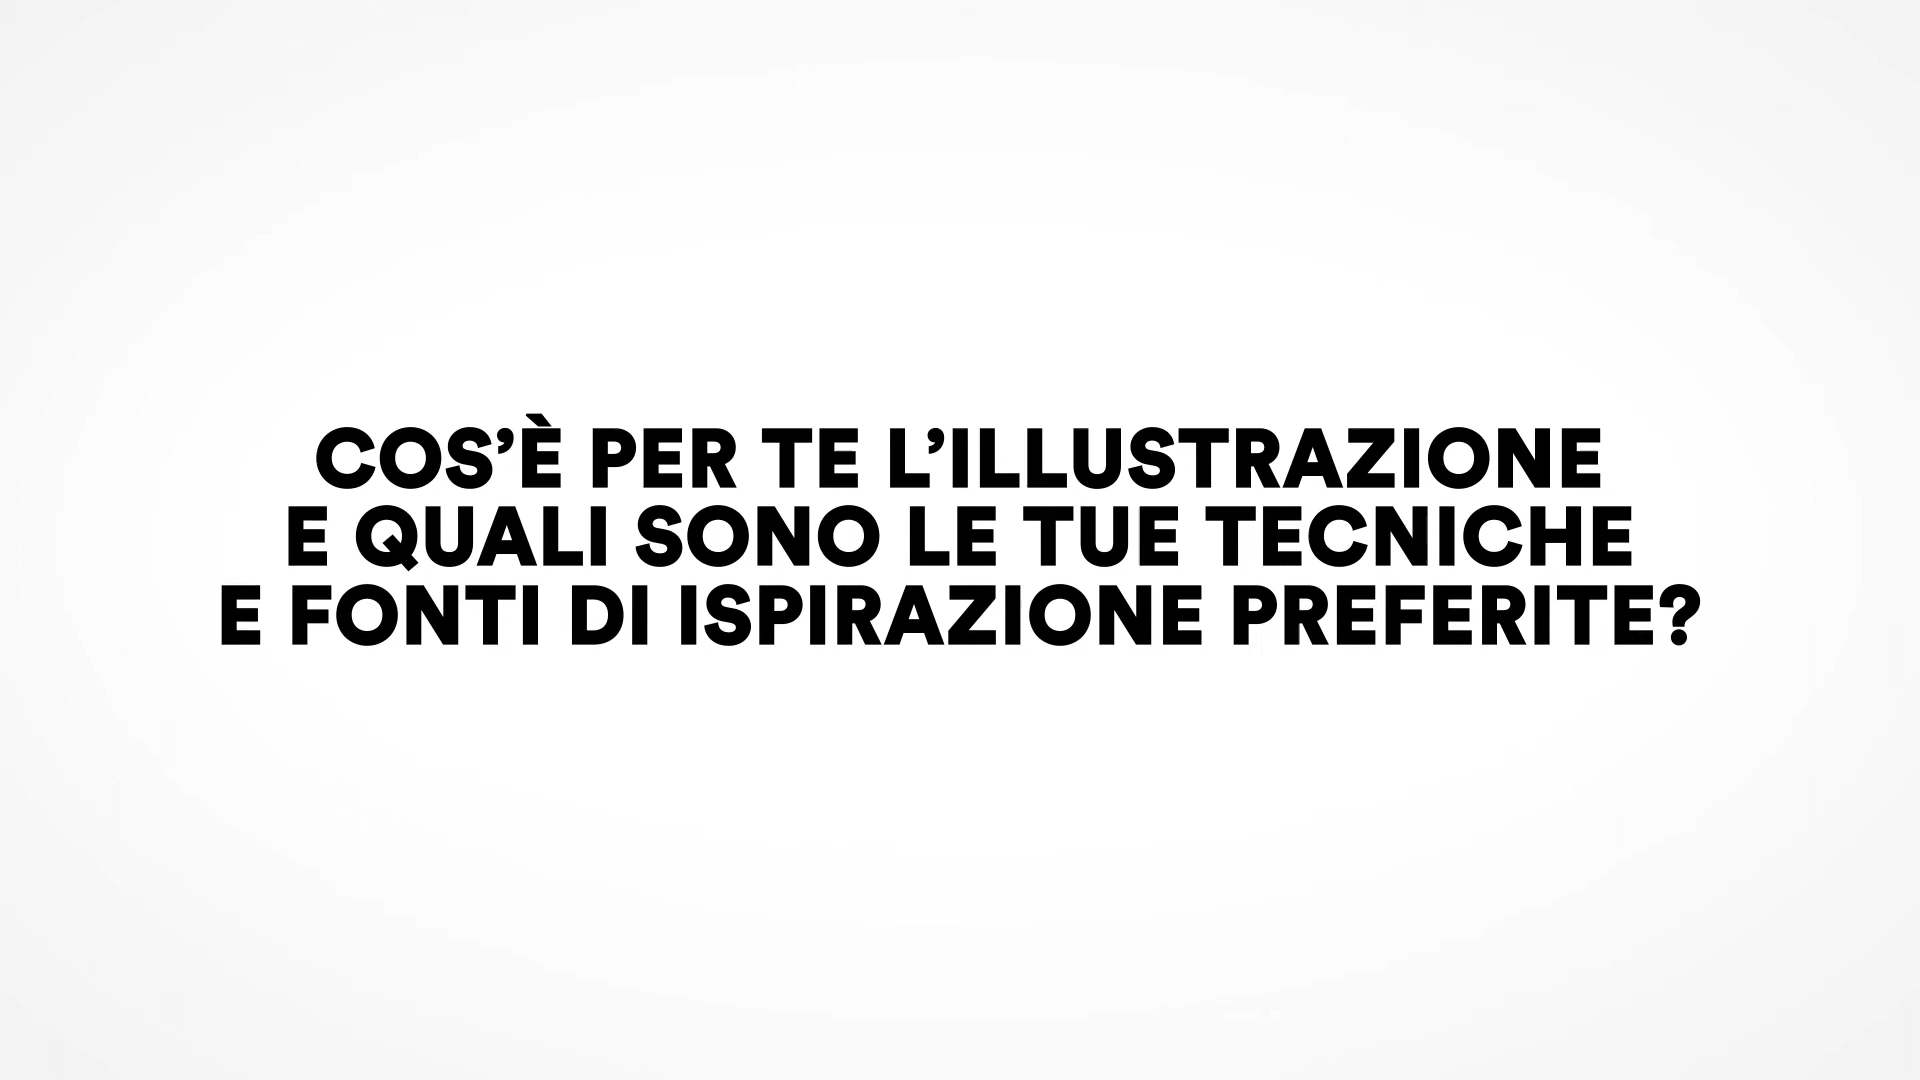 COS’È PER TE L’ILLUSTRAZIONE
E QUALI SONO LE TUE TECNICHE
E FONTI DI ISPIRAZIONE PREFERITE?